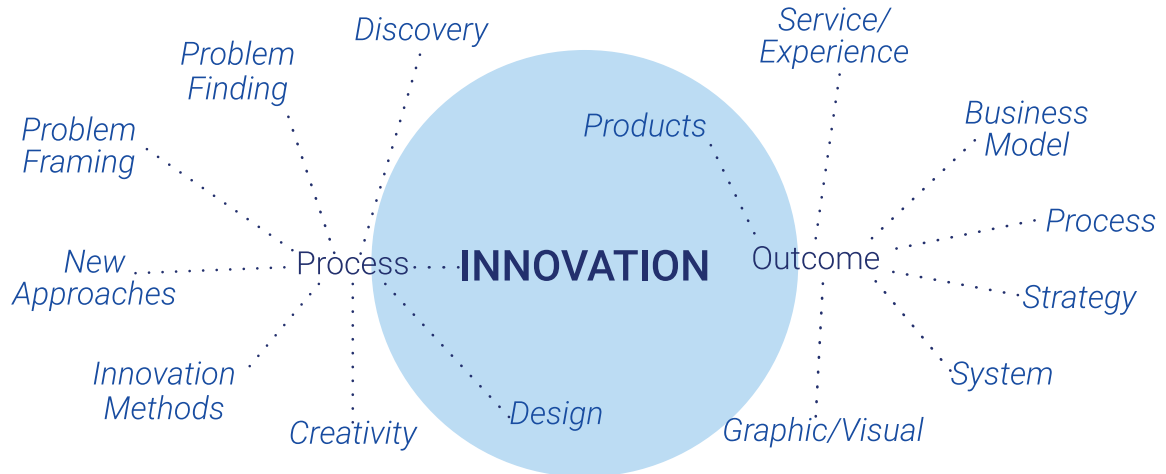 Discovery
Problem
Finding
Problem
Framing
New
Approaches
Innovation
Methods
Creativity
Design
Process
INNOVATION
Outcome
Products
Service/
Experience
Business
Model
Process
Strategy
System
Graphic/Visual